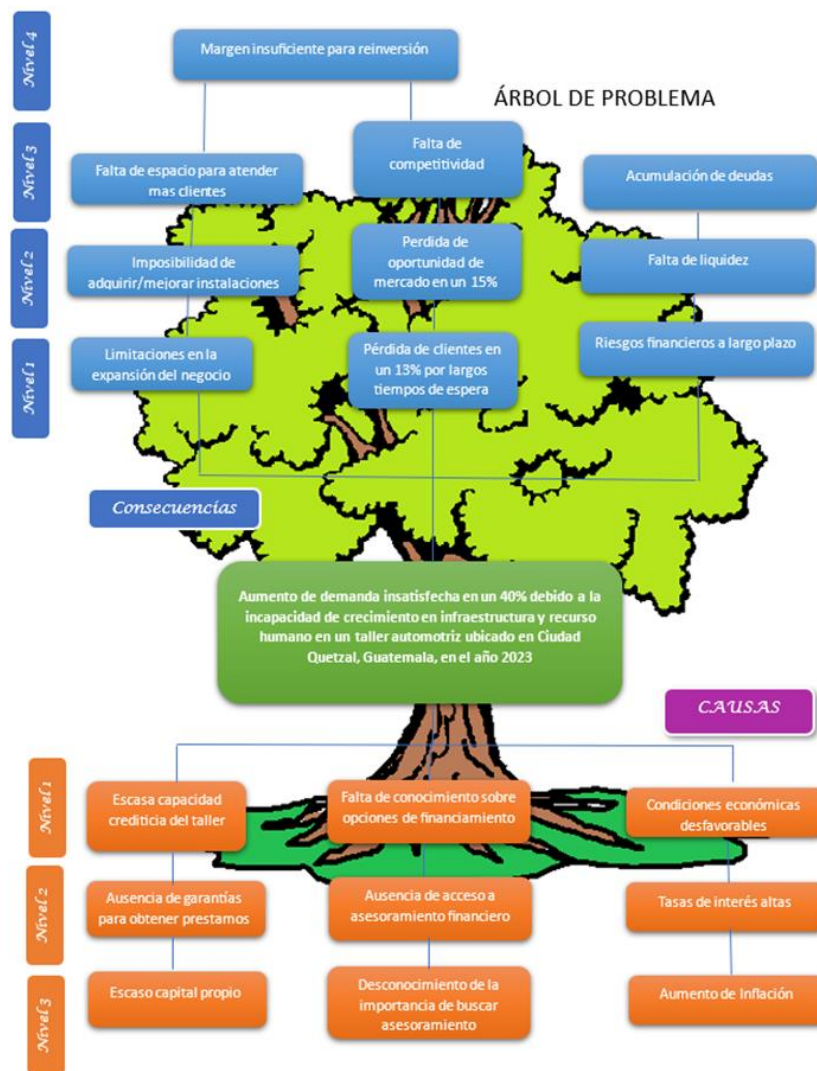 Nivel 4
Margen insuficiente para reinversión
ÁRBOL DE PROBLEMA
Nivel 3
Falta de espacio para atender
mas clientes
Falta de
competitividad
Acumulación de deudas
Nivel 2
Imposibilidad de
adquirir/mejorar instalaciones
Perdida de
oportunidad de
mercado en un 15%
Falta de liquidez
Nivel 1
Limitaciones en la
expansión del negocio
Pérdida de clientes en
un 13% por largos
tiempos de espera
Riesgos financieros a largo plazo
Consecuencias
Aumento de demanda insatisfecha en un 40% debido a la
incapacidad de crecimiento en infraestructura y recurso
humano en un taller automotriz ubicado en Ciudad
Quetzal, Guatemala, en el año 2023
CAUSAS
Nivel 1
Escasa capacidad
crediticia del taller
Falta de conocimiento sobre
opciones de financiamiento
Condiciones económicas
desfavorables
Nivel 2
Ausencia de garantías
para obtener prestamos
Ausencia de acceso a
asesoramiento financiero
Tasas de interés altas
Nivel 3
Escaso capital propio
Desconocimiento de la
importancia de buscar
asesoramiento
Aumento de Inflación